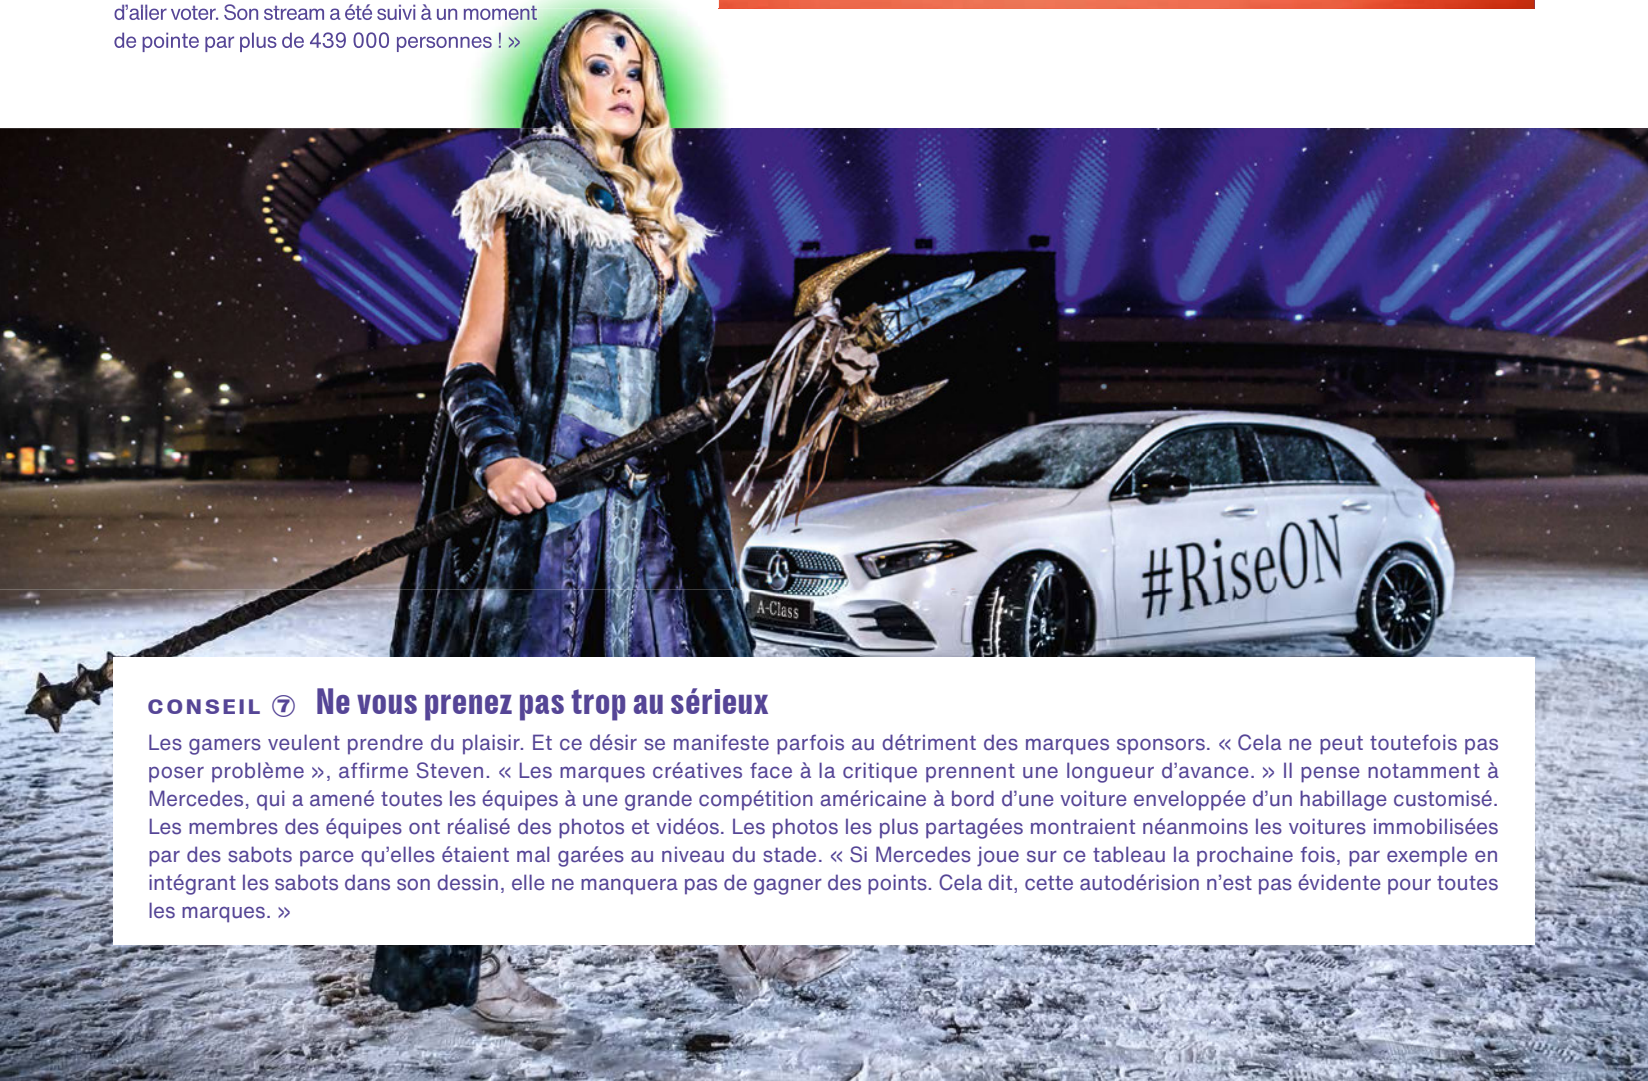 d’aller voter. Son stream a été suivi à un moment
de pointe par plus de 439 000 personnes ! »
#RiseON
A-Class
CONSEIL ⑦ Ne vous prenez pas trop au sérieux
Les gamers veulent prendre du plaisir. Et ce désir se manifeste parfois au détriment des marques sponsors. « Cela ne peut toutefois pas
poser problème », affirme Steven. « Les marques créatives face à la critique prennent une longueur d’avance. » Il pense notamment à
Mercedes, qui a amené toutes les équipes à une grande compétition américaine à bord d’une voiture enveloppée d’un habillage customisé.
Les membres des équipes ont réalisé des photos et vidéos. Les photos les plus partagées montraient néanmoins les voitures immobilisées
par des sabots parce qu’elles étaient mal garées au niveau du stade. « Si Mercedes joue sur ce tableau la prochaine fois, par exemple en
intégrant les sabots dans son dessin, elle ne manquera pas de gagner des points. Cela dit, cette autodérision n’est pas évidente pour toutes
les marques. »